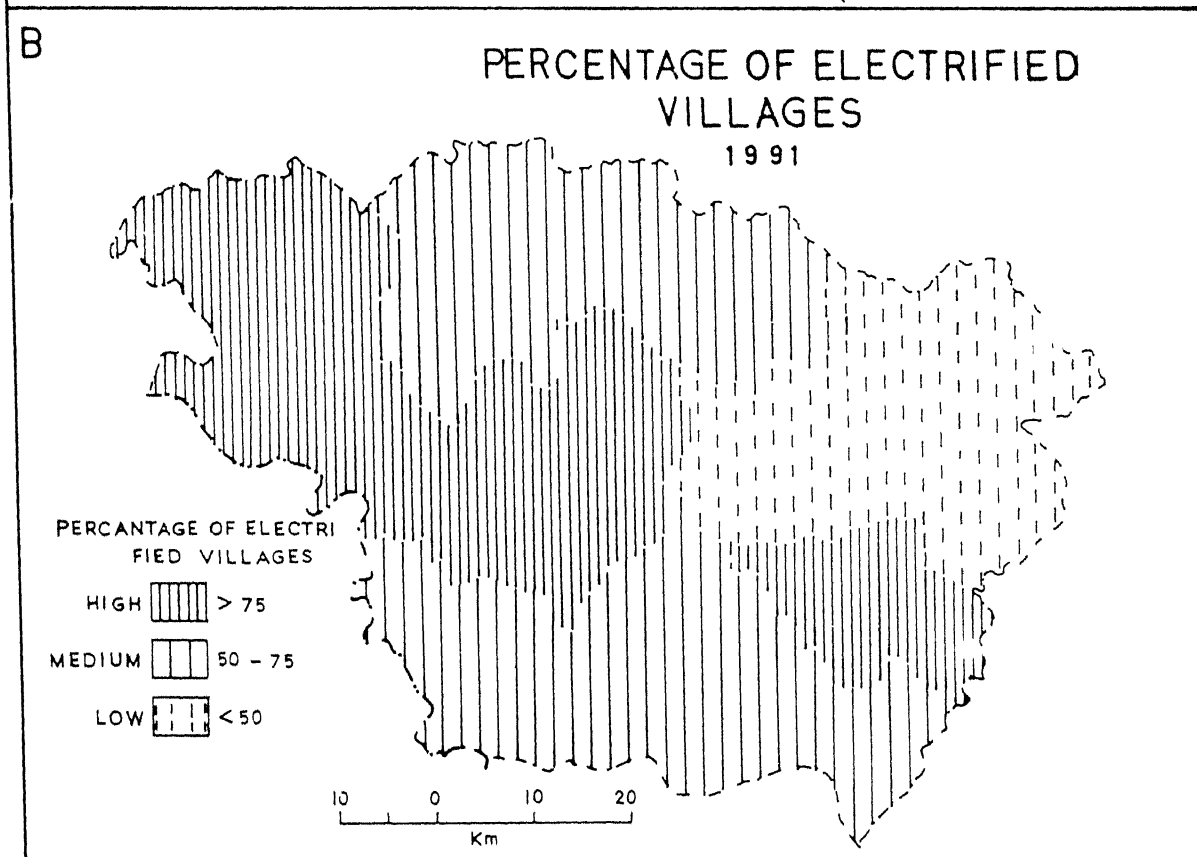 B
PERCENTAGE OF ELECTRIFIED
VILLAGES
1991
PERCANTAGE OF ELECTRI
FIED VILLAGES
HIGH > 75
MEDIUM 50 - 75
LOW < 50
10 0 10 20
Km